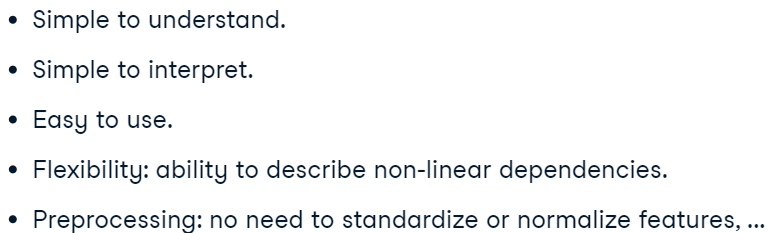 • Simple to understand.
• Simple to interpret.
• Easy to use.
• Flexibility: ability to describe non-linear dependencies.
• Preprocessing: no need to standardize or normalize features, ...